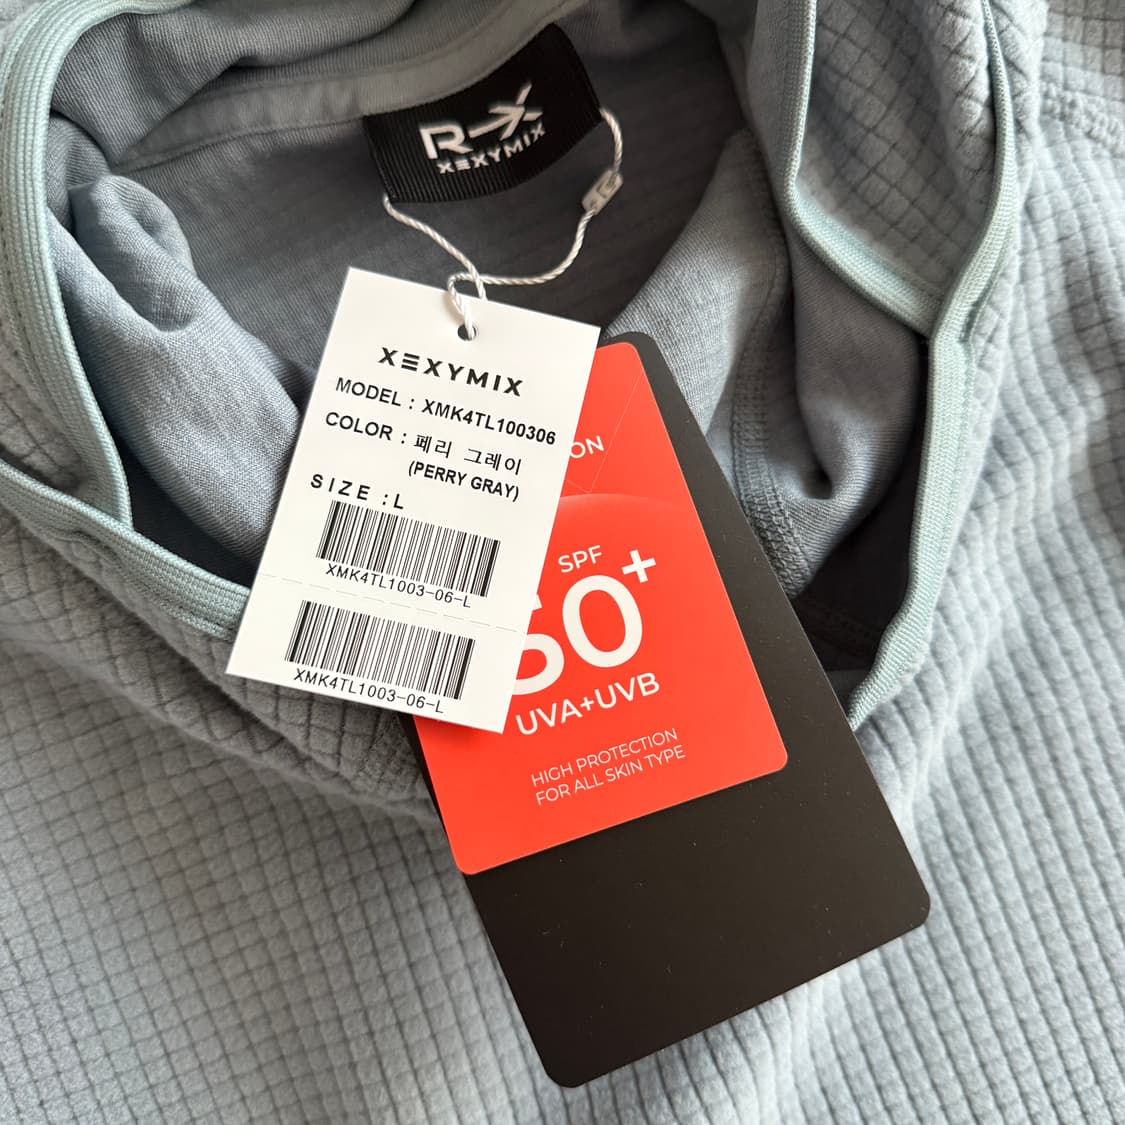 R-X
XEXYMIX
XEXYMIX
MODEL : XMK4TL100306
COLOR : 페리 그레이
(PERRY GRAY)
SIZE : L
XMK4TL1003-06-L
XMK4TL1003-06-L
SPF
50+
UVA+UVB
HIGH PROTECTION
FOR ALL SKIN TYPE